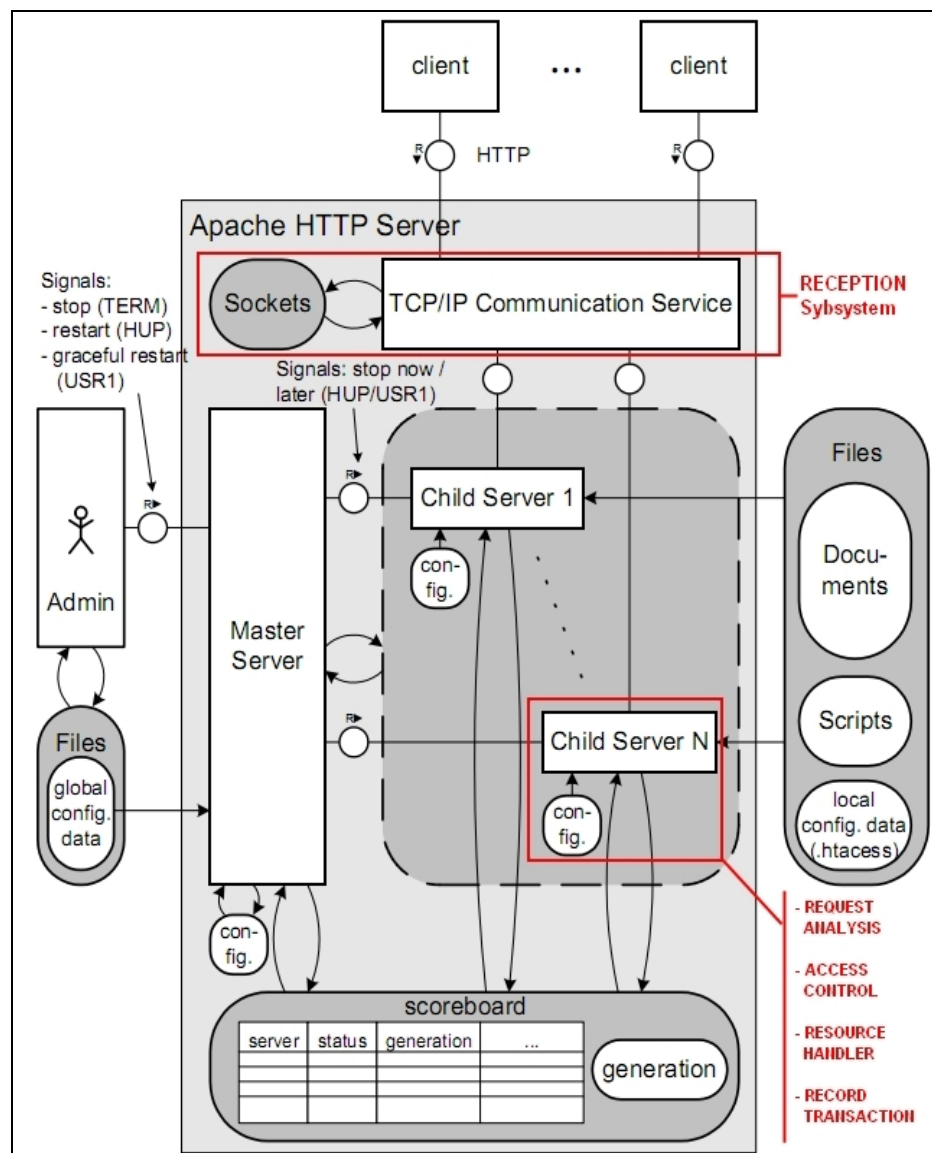 client
...
client
R
HTTP
R
Apache HTTP Server
Signals:
- stop (TERM)
- restart (HUP)
- graceful restart
(USR1)
Sockets
TCP/IP Communication Service
RECEPTION
Sybsystem
Signals: stop now /
later (HUP/USR1)
R
R
Admin
Master
Server
Child Server 1
con-
fig.
Files
Docu-
ments
Scripts
local
config. data
(.htacess)
R
Child Server N
con-
fig.
Files
global
config.
data
con-
fig.
- REQUEST
ANALYSIS
- ACCESS
CONTROL
- RESOURCE
HANDLER
- RECORD
TRANSACTION
scoreboard
server status generation ...
generation